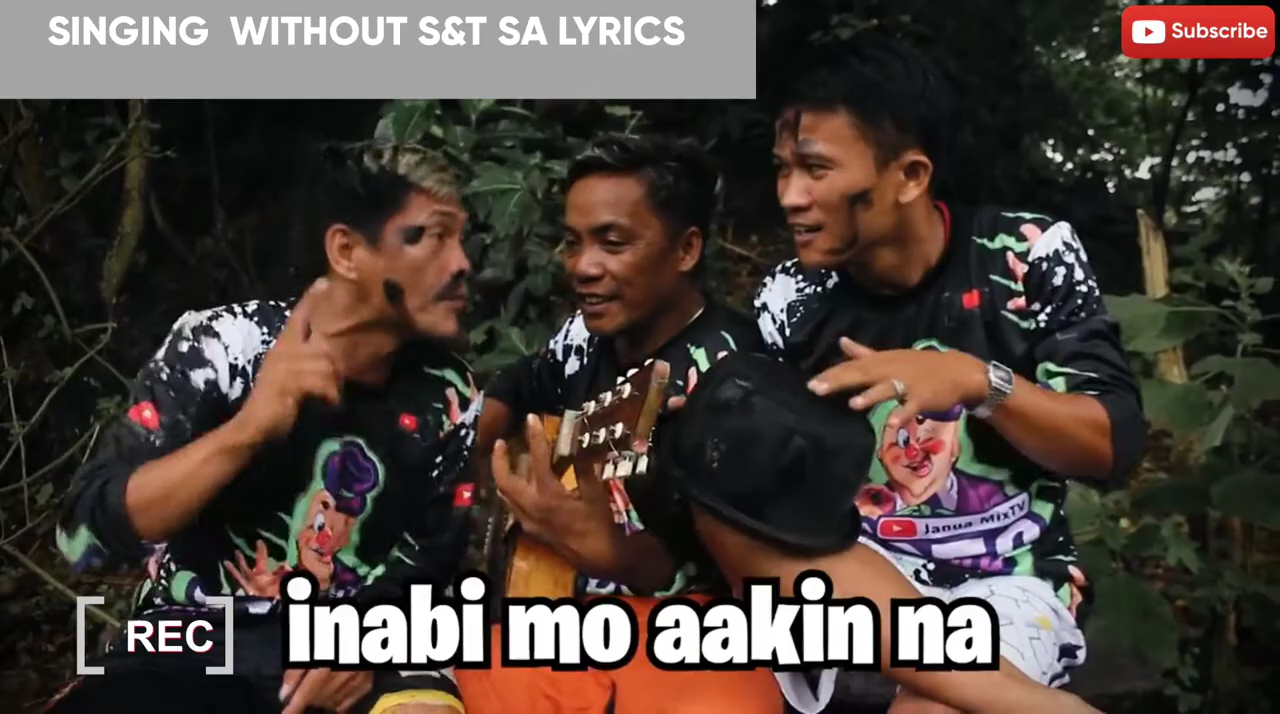 SINGING WITHOUT S&T SA LYRICS
Subscribe
Janua MixTV
REC
inabi mo aakin na